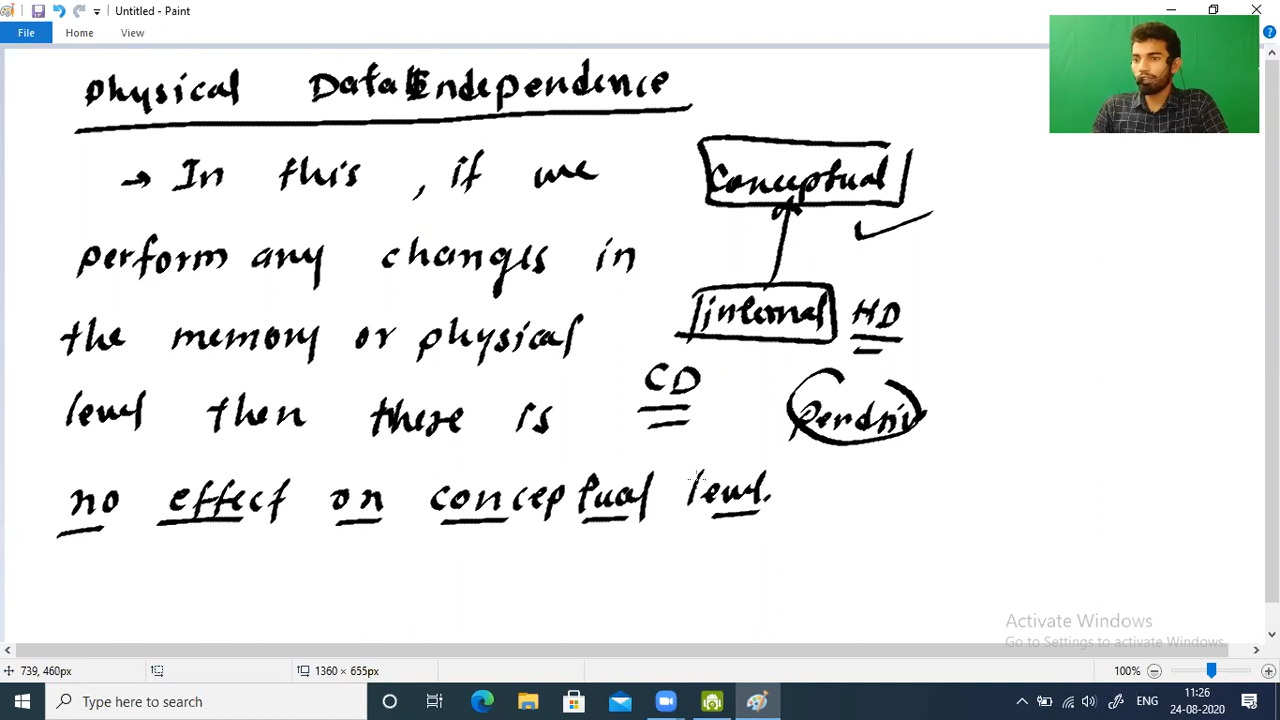 Untitled - Paint
File Home View
Physical Data Independence
→ In this, if we
perform any changes in
the memory or physical
level then there is
no effect on conceptual level.
Conceptual
internal HD
CD Pendriv
Activate Windows
Go to Settings to activate Windows.
739, 460px 1360 × 655px 100%
Type here to search ENG 11:26
24-08-2020